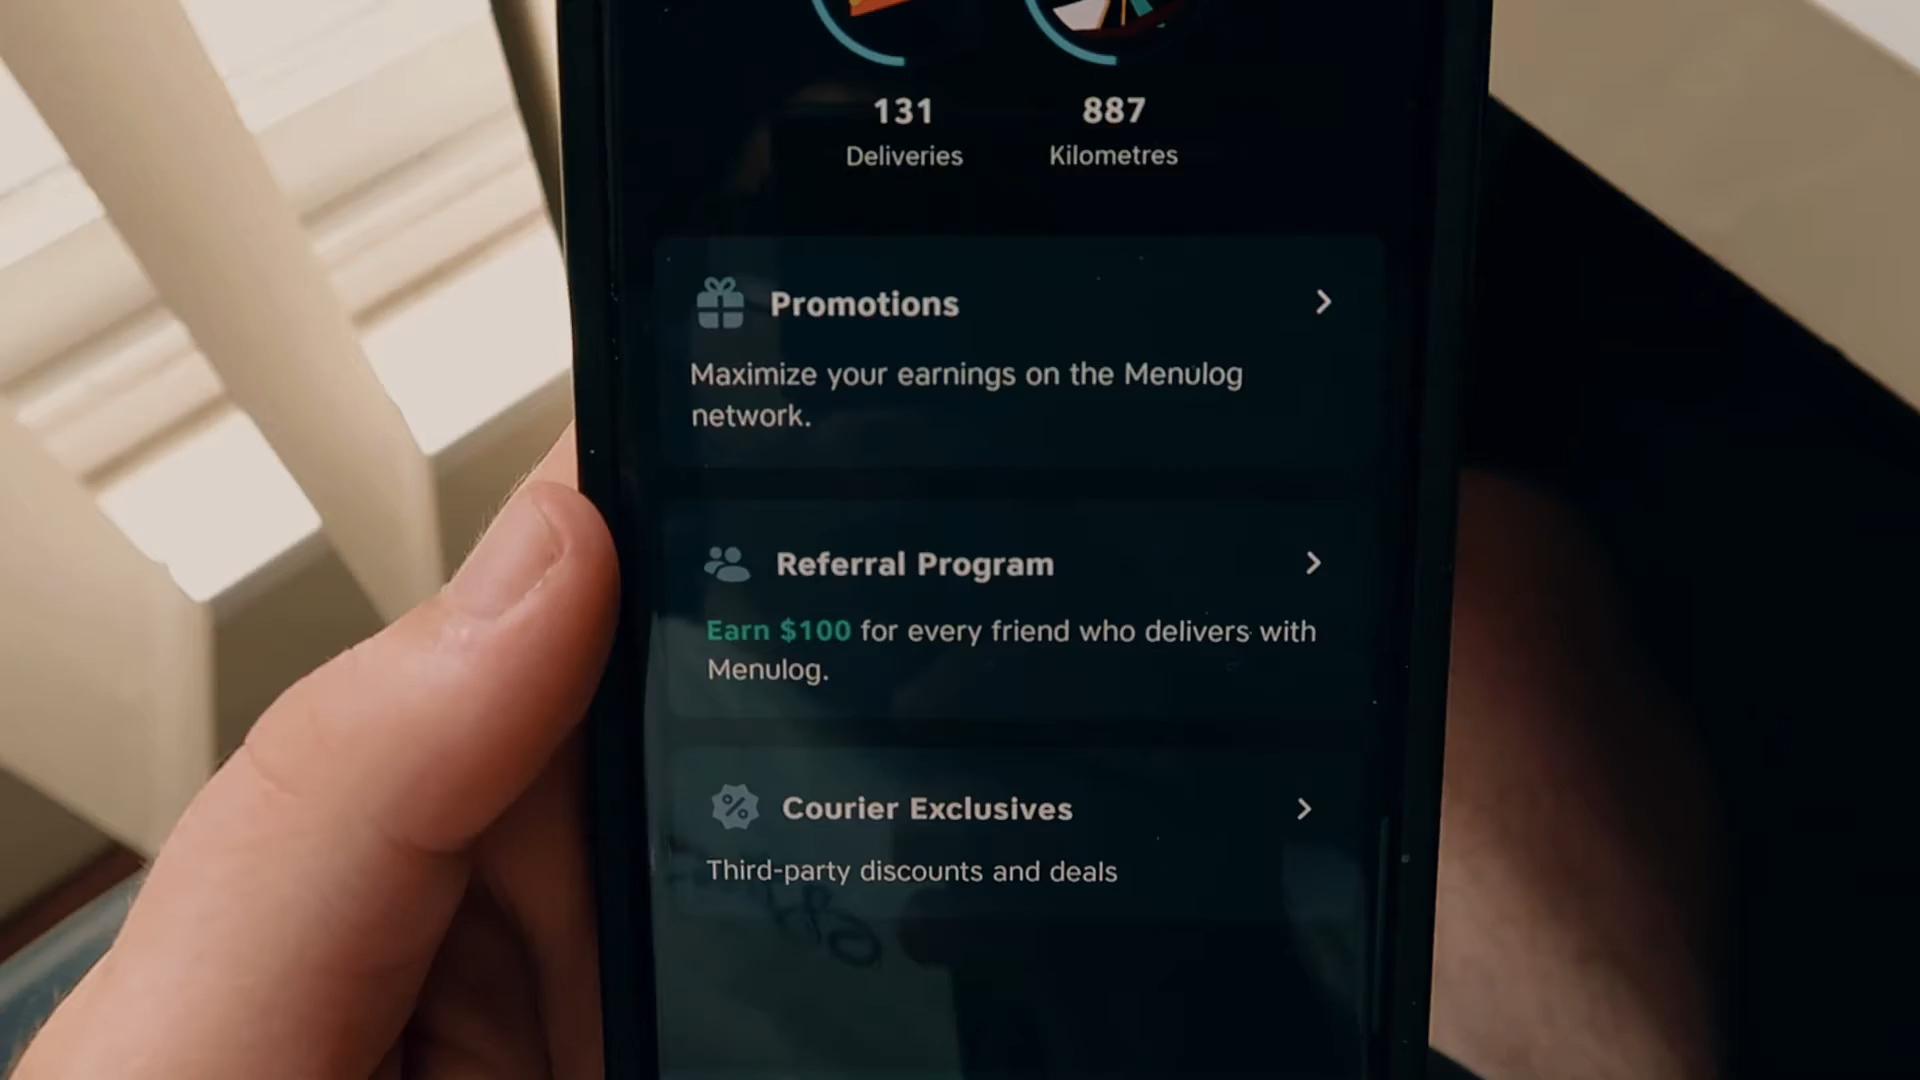 131
887
Deliveries
Kilometres
Promotions
Maximize your earnings on the Menulog
network.
Referral Program
Earn $100 for every friend who delivers with
Menulog.
Courier Exclusives
Third-party discounts and deals